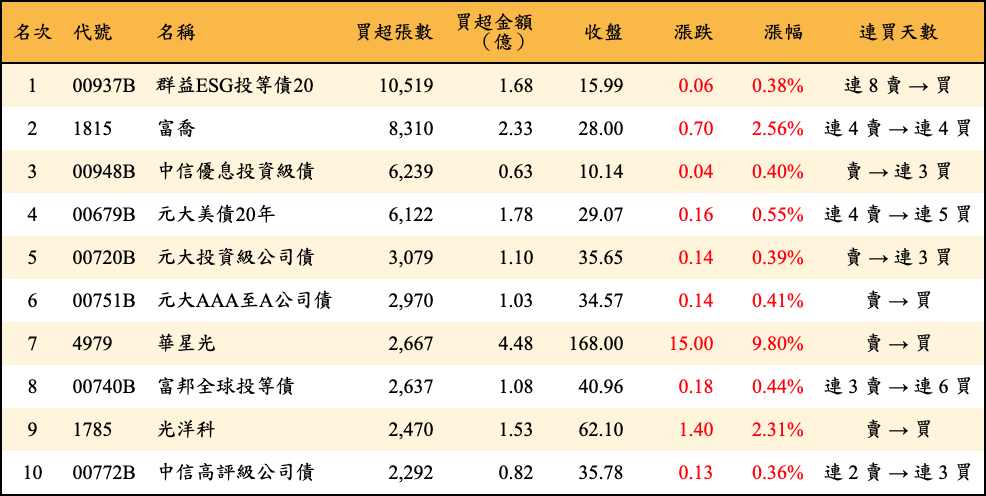 名次 代號 名稱 買超張數 買超金額（億） 收盤 漲跌 漲幅 連買天數
1 00937B 群益ESG投等債20 10,519 1.68 15.99 0.06 0.38% 連 8 賣 → 買
2 1815 富喬 8,310 2.33 28.00 0.70 2.56% 連 4 賣 → 連 4 買
3 00948B 中信優息投資級債 6,239 0.63 10.14 0.04 0.40% 賣 → 連 3 買
4 00679B 元大美債20年 6,122 1.78 29.07 0.16 0.55% 連 4 賣 → 連 5 買
5 00720B 元大投資級公司債 3,079 1.10 35.65 0.14 0.39% 賣 → 連 3 買
6 00751B 元大AAA至A公司債 2,970 1.03 34.57 0.14 0.41% 賣 → 買
7 4979 華星光 2,667 4.48 168.00 15.00 9.80% 賣 → 買
8 00740B 富邦全球投等債 2,637 1.08 40.96 0.18 0.44% 連 3 賣 → 連 6 買
9 1785 光洋科 2,470 1.53 62.10 1.40 2.31% 賣 → 買
10 00772B 中信高評級公司債 2,292 0.82 35.78 0.13 0.36% 連 2 賣 → 連 3 買